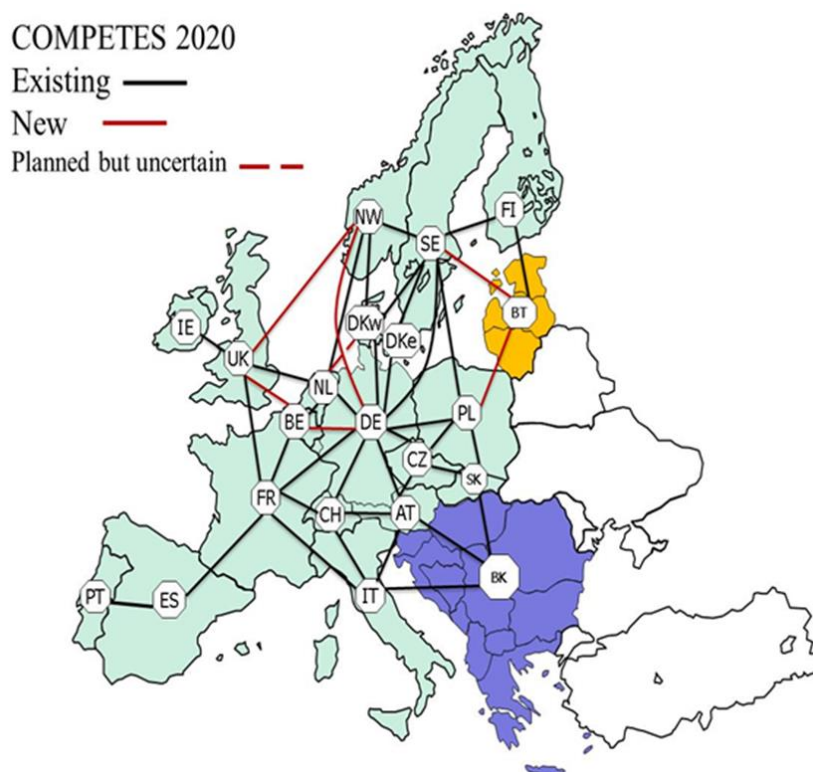 COMPETES 2020
Existing
New
Planned but uncertain
NW
FI
SE
BT
DKw
IE
DKe
UK
NL
PL
BE
DE
CZ
SK
FR
CH
AT
BK
PT
ES
IT